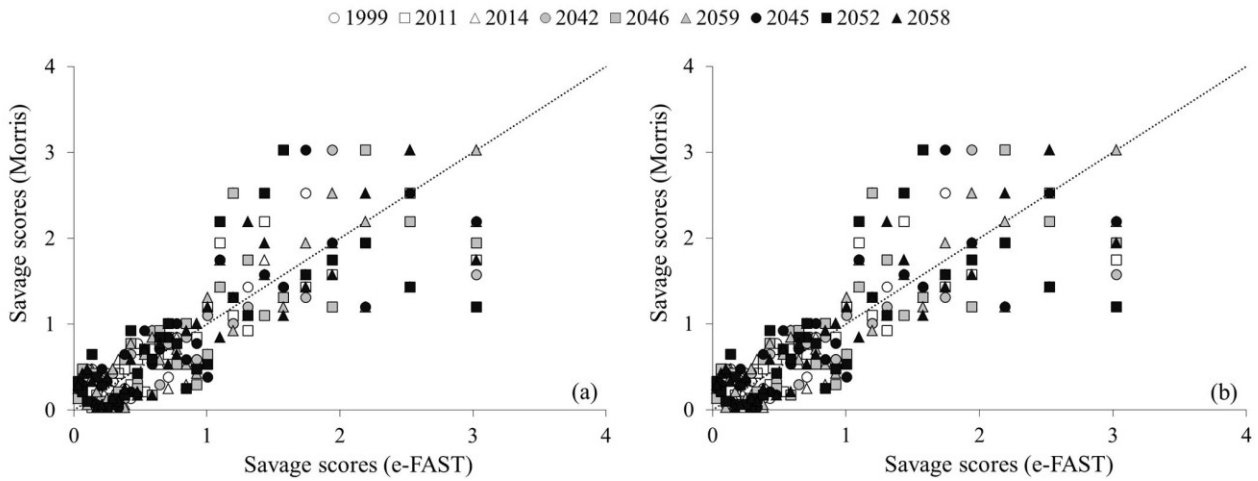 1999 2011 2014 2042 2046 2059 2045 2052 2058
4
3
2
1
0
Savage scores (Morris)
0 1 2 3 4
Savage scores (e-FAST)
(a)
4
3
2
1
0
Savage scores (Morris)
0 1 2 3 4
Savage scores (e-FAST)
(b)